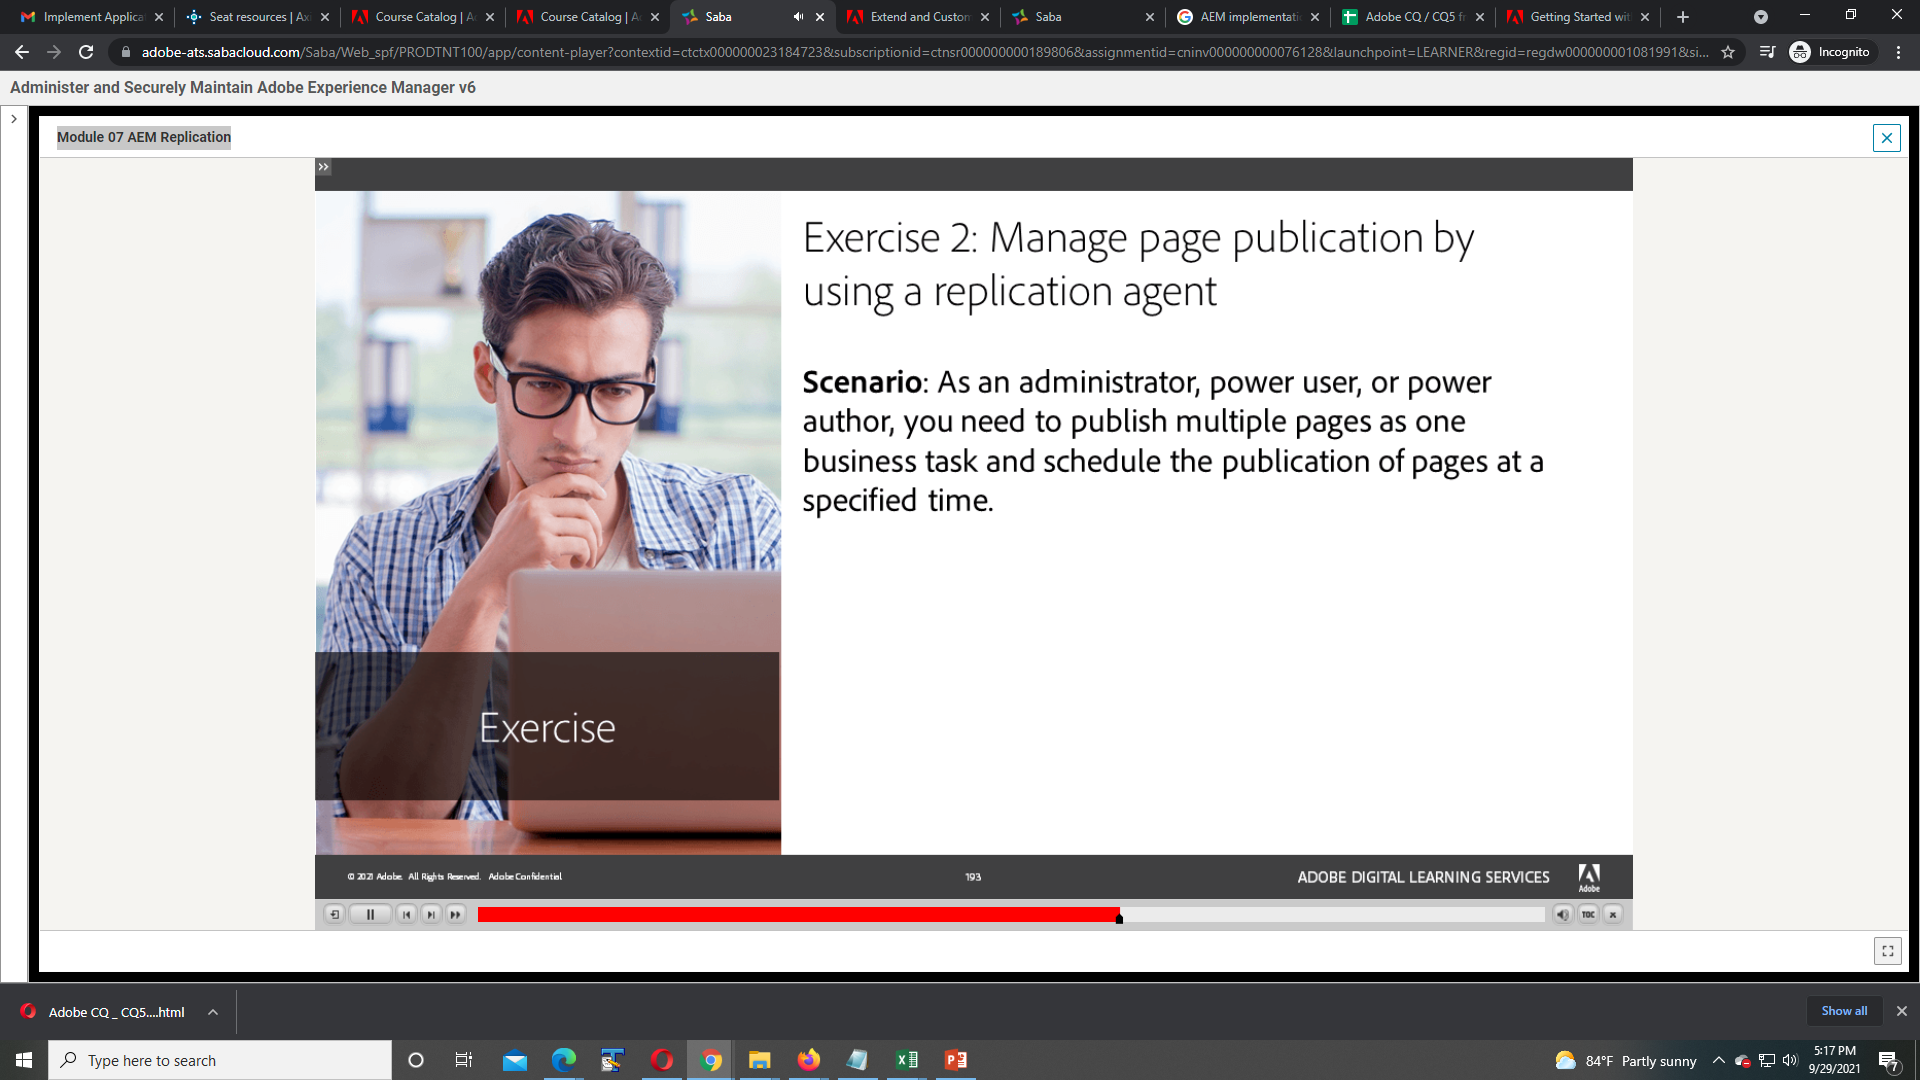 Implement Applica
Seat resources | Ax
Course Catalog | A
Course Catalog | A
Saba
Extend and Custom
Saba
AEM implementati
Adobe CQ / CQ5 fr
Getting Started wit
adobe-ats.sabacloud.com/Saba/Web_spf/PRODTNT100/app/content-player?contextid=ctctx000000023184723&subscriptionid=ctnsr000000000189806&assignmentid=cninv000000000076128&launchpoint=LEARNER&regid=regdw000000001081991&si...
Incognito
Administer and Securely Maintain Adobe Experience Manager v6
Module 07 AEM Replication
Exercise 2: Manage page publication by
using a replication agent
Scenario: As an administrator, power user, or power
author, you need to publish multiple pages as one
business task and schedule the publication of pages at a
specified time.
Exercise
© 2021 Adobe. All Rights Reserved. Adobe Confidential
193
ADOBE DIGITAL LEARNING SERVICES
Adobe
TOC
Adobe CQ _ CQ5....html
Show all
Type here to search
84°F Partly sunny
5:17 PM
9/29/2021
7